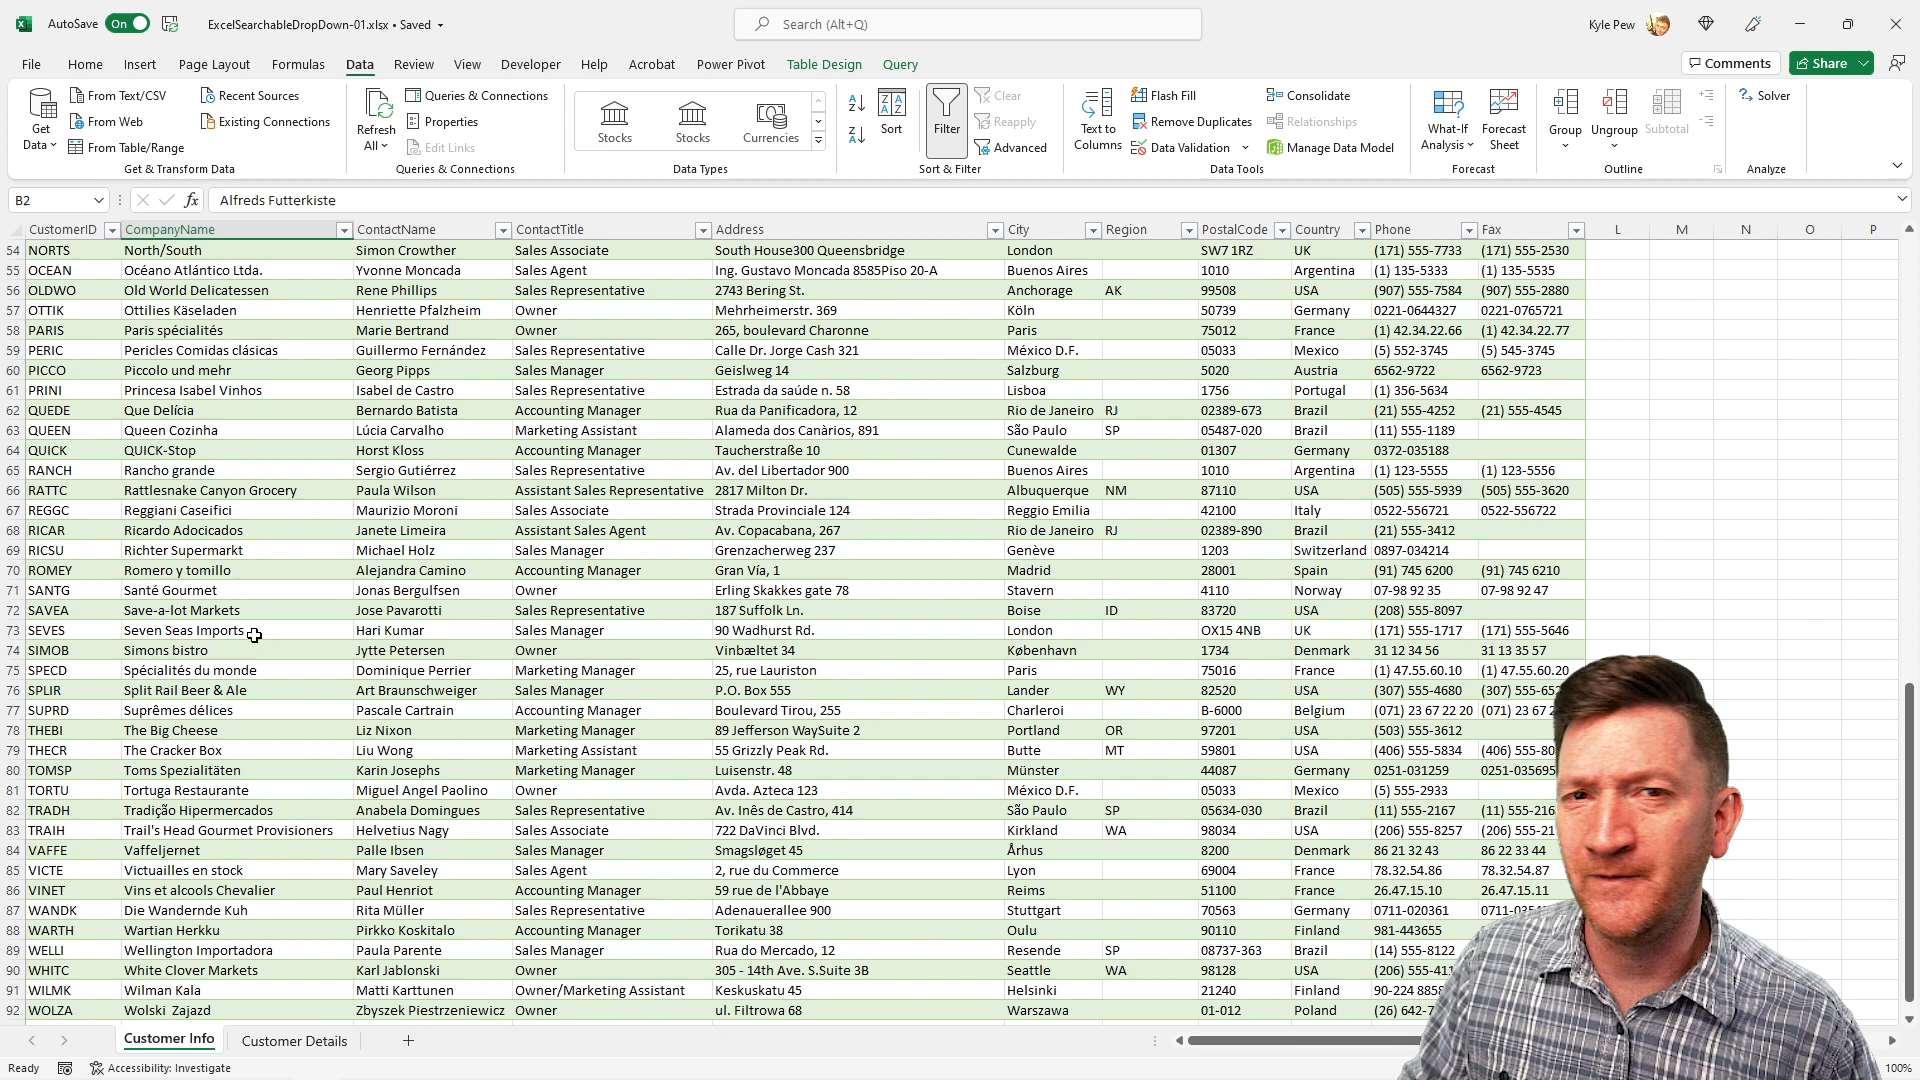 AutoSave On ExcelSearchableDropDown-01.xlsx • Saved Search (Alt+Q) Kyle Pew
File Home Insert Page Layout Formulas Data Review View Developer Help Acrobat Power Pivot Table Design Query Comments Share
From Text/CSV Recent Sources Queries & Connections Clear Flash Fill Consolidate Solver
From Web Existing Connections Properties Reapply Remove Duplicates Relationships
Get Data From Table/Range Refresh All Edit Links Stocks Stocks Currencies Sort Filter Advanced Text to Columns Data Validation Manage Data Model What-If Analysis Forecast Sheet Group Ungroup Subtotal
Get & Transform Data Queries & Connections Data Types Sort & Filter Data Tools Forecast Outline Analyze
B2 fx Alfreds Futterkiste
CustomerID CompanyName ContactName ContactTitle Address City Region PostalCode Country Phone Fax L M N O P
54 NORTS North/South Simon Crowther Sales Associate South House300 Queensbridge London SW7 1RZ UK (171) 555-7733 (171) 555-2530
55 OCEAN Océano Atlántico Ltda. Yvonne Moncada Sales Agent Ing. Gustavo Moncada 8585Piso 20-A Buenos Aires 1010 Argentina (1) 135-5333 (1) 135-5535
56 OLDWO Old World Delicatessen Rene Phillips Sales Representative 2743 Bering St. Anchorage AK 99508 USA (907) 555-7584 (907) 555-2880
57 OTTIK Ottilies Käseladen Henriette Pfalzheim Owner Mehrheimerstr. 369 Köln 50739 Germany 0221-0644327 0221-0765721
58 PARIS Paris spécialités Marie Bertrand Owner 265, boulevard Charonne Paris 75012 France (1) 42.34.22.66 (1) 42.34.22.77
59 PERIC Pericles Comidas clásicas Guillermo Fernández Sales Representative Calle Dr. Jorge Cash 321 México D.F. 05033 Mexico (5) 552-3745 (5) 545-3745
60 PICCO Piccolo und mehr Georg Pipps Sales Manager Geislweg 14 Salzburg 5020 Austria 6562-9722 6562-9723
61 PRINI Princesa Isabel Vinhos Isabel de Castro Sales Representative Estrada da saúde n. 58 Lisboa 1756 Portugal (1) 356-5634
62 QUEDE Que Delícia Bernardo Batista Accounting Manager Rua da Panificadora, 12 Rio de Janeiro RJ 02389-673 Brazil (21) 555-4252 (21) 555-4545
63 QUEEN Queen Cozinha Lúcia Carvalho Marketing Assistant Alameda dos Canàrios, 891 São Paulo SP 05487-020 Brazil (11) 555-1189
64 QUICK QUICK-Stop Horst Kloss Accounting Manager Taucherstraße 10 Cunewalde 01307 Germany 0372-035188
65 RANCH Rancho grande Sergio Gutiérrez Sales Representative Av. del Libertador 900 Buenos Aires 1010 Argentina (1) 123-5555 (1) 123-5556
66 RATTC Rattlesnake Canyon Grocery Paula Wilson Assistant Sales Representative 2817 Milton Dr. Albuquerque NM 87110 USA (505) 555-5939 (505) 555-3620
67 REGGC Reggiani Caseifici Maurizio Moroni Sales Associate Strada Provinciale 124 Reggio Emilia 42100 Italy 0522-556721 0522-556722
68 RICAR Ricardo Adocicados Janete Limeira Assistant Sales Agent Av. Copacabana, 267 Rio de Janeiro RJ 02389-890 Brazil (21) 555-3412
69 RICSU Richter Supermarkt Michael Holz Sales Manager Grenzacherweg 237 Genève 1203 Switzerland 0897-034214
70 ROMEY Romero y tomillo Alejandra Camino Accounting Manager Gran Vía, 1 Madrid 28001 Spain (91) 745 6200 (91) 745 6210
71 SANTG Santé Gourmet Jonas Bergulfsen Owner Erling Skakkes gate 78 Stavern 4110 Norway 07-98 92 35 07-98 92 47
72 SAVEA Save-a-lot Markets Jose Pavarotti Sales Representative 187 Suffolk Ln. Boise ID 83720 USA (208) 555-8097
73 SEVES Seven Seas Imports Hari Kumar Sales Manager 90 Wadhurst Rd. London OX15 4NB UK (171) 555-1717 (171) 555-5646
74 SIMOB Simons bistro Jytte Petersen Owner Vinbæltet 34 København 1734 Denmark 31 12 34 56 31 13 35 57
75 SPECD Spécialités du monde Dominique Perrier Marketing Manager 25, rue Lauriston Paris 75016 France (1) 47.55.60.10 (1) 47.55.60.20
76 SPLIR Split Rail Beer & Ale Art Braunschweiger Sales Manager P.O. Box 555 Lander WY 82520 USA (307) 555-4680 (307) 555-65
77 SUPRD Suprêmes délices Pascale Cartrain Accounting Manager Boulevard Tirou, 255 Charleroi B-6000 Belgium (071) 23 67 22 20 (071) 23 67 2
78 THEBI The Big Cheese Liz Nixon Marketing Manager 89 Jefferson WaySuite 2 Portland OR 97201 USA (503) 555-3612
79 THECR The Cracker Box Liu Wong Marketing Assistant 55 Grizzly Peak Rd. Butte MT 59801 USA (406) 555-5834 (406) 555-80
80 TOMSP Toms Spezialitäten Karin Josephs Marketing Manager Luisenstr. 48 Münster 44087 Germany 0251-031259 0251-035695
81 TORTU Tortuga Restaurante Miguel Angel Paolino Owner Avda. Azteca 123 México D.F. 05033 Mexico (5) 555-2933
82 TRADH Tradição Hipermercados Anabela Domingues Sales Representative Av. Inês de Castro, 414 São Paulo SP 05634-030 Brazil (11) 555-2167 (11) 555-216
83 TRAIH Trail's Head Gourmet Provisioners Helvetius Nagy Sales Associate 722 DaVinci Blvd. Kirkland WA 98034 USA (206) 555-8257 (206) 555-21
84 VAFFE Vaffeljernet Palle Ibsen Sales Manager Smagsløget 45 Århus 8200 Denmark 86 21 32 43 86 22 33 44
85 VICTE Victuailles en stock Mary Saveley Sales Agent 2, rue du Commerce Lyon 69004 France 78.32.54.86 78.32.54.87
86 VINET Vins et alcools Chevalier Paul Henriot Accounting Manager 59 rue de l'Abbaye Reims 51100 France 26.47.15.10 26.47.15.11
87 WANDK Die Wandernde Kuh Rita Müller Sales Representative Adenauerallee 900 Stuttgart 70563 Germany 0711-020361 0711-035
88 WARTH Wartian Herkku Pirkko Koskitalo Accounting Manager Torikatu 38 Oulu 90110 Finland 981-443655
89 WELLI Wellington Importadora Paula Parente Sales Manager Rua do Mercado, 12 Resende SP 08737-363 Brazil (14) 555-8122
90 WHITC White Clover Markets Karl Jablonski Owner 305 - 14th Ave. S.Suite 3B Seattle WA 98128 USA (206) 555-411
91 WILMK Wilman Kala Matti Karttunen Owner/Marketing Assistant Keskuskatu 45 Helsinki 21240 Finland 90-224 8858
92 WOLZA Wolski Zajazd Zbyszek Piestrzeniewicz Owner ul. Filtrowa 68 Warszawa 01-012 Poland (26) 642-7
Customer Info Customer Details
Ready Accessibility: Investigate 100%